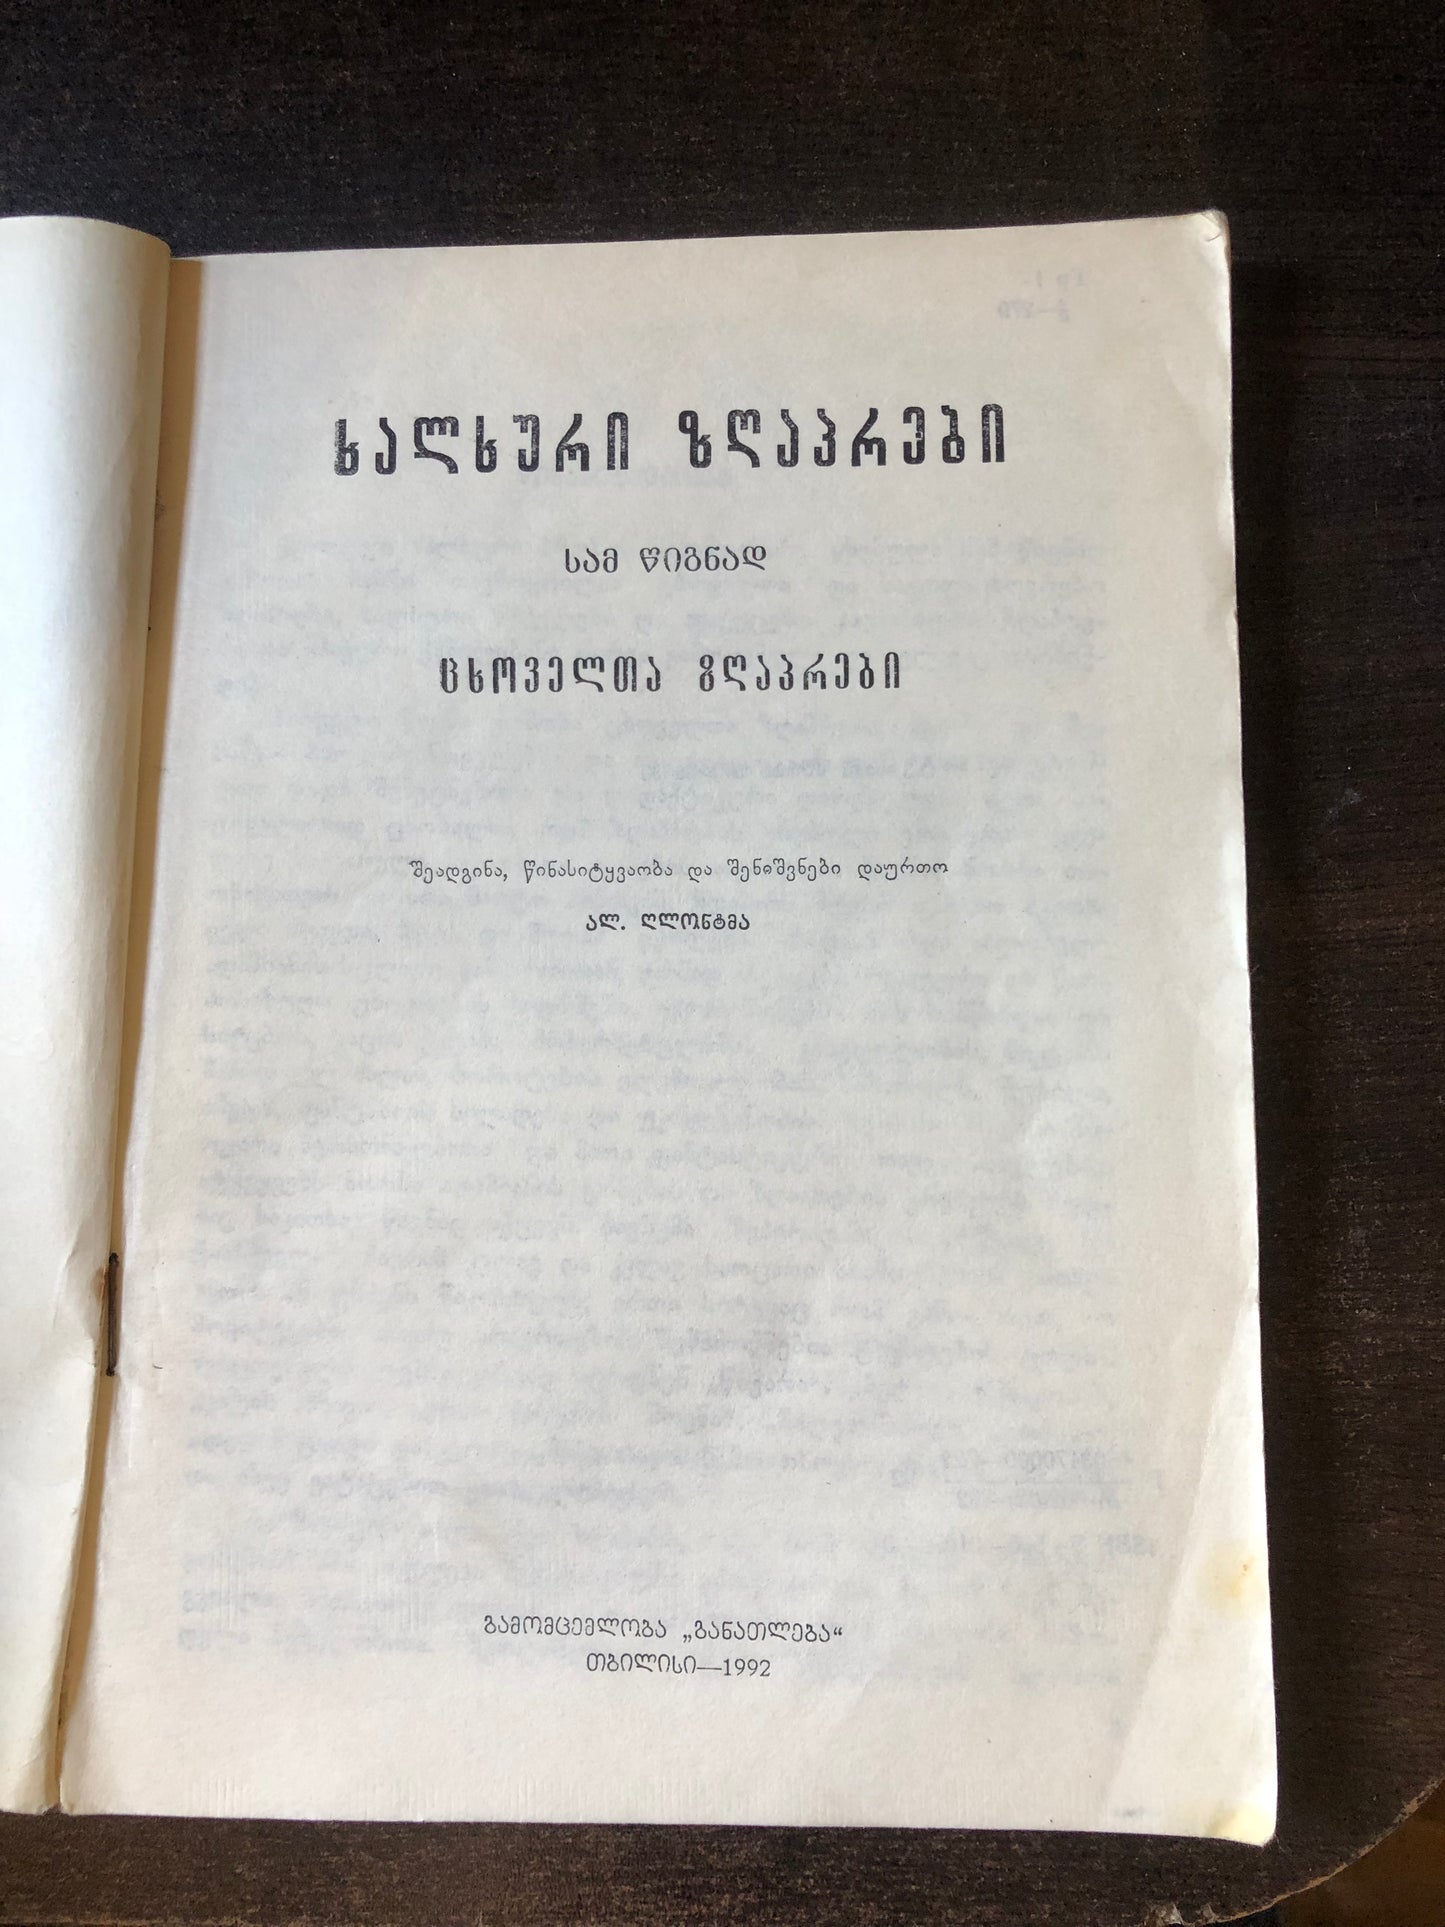 ხალხური ზღაპრები
სამ წიგნად
ცხოველთა ზღაპრები
შეადგინა, წინასიტყვაობა და შენიშვნები დაურთო
ალ. ღლონტმა
გამომცემლობა „განათლება“
თბილისი—1992